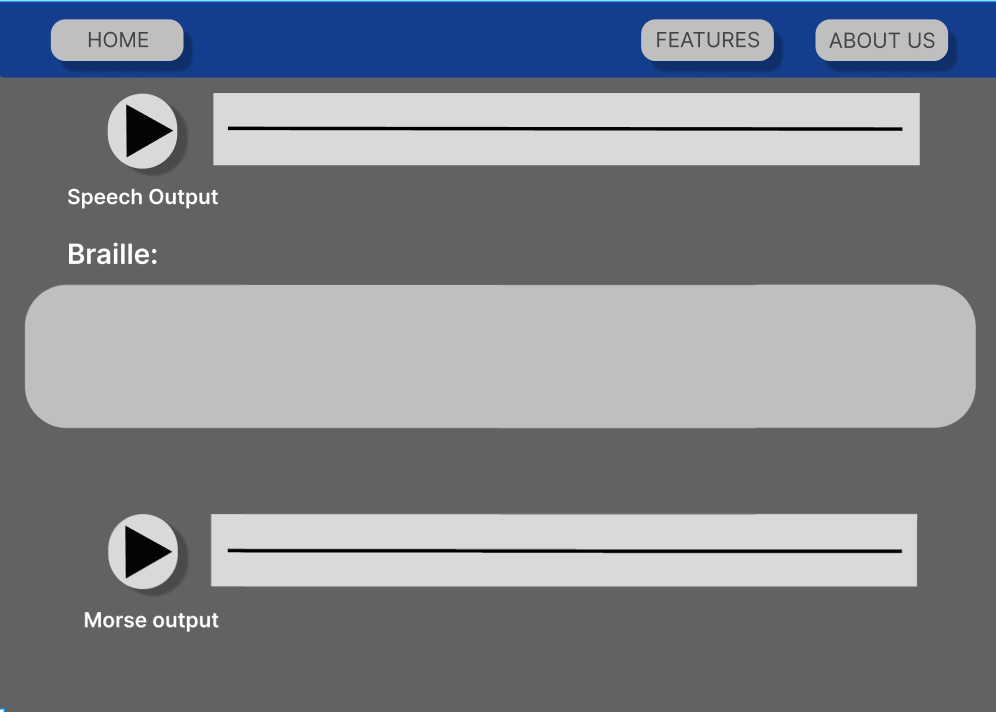 HOME
FEATURES
ABOUT US
Speech Output
Braille:
Morse output